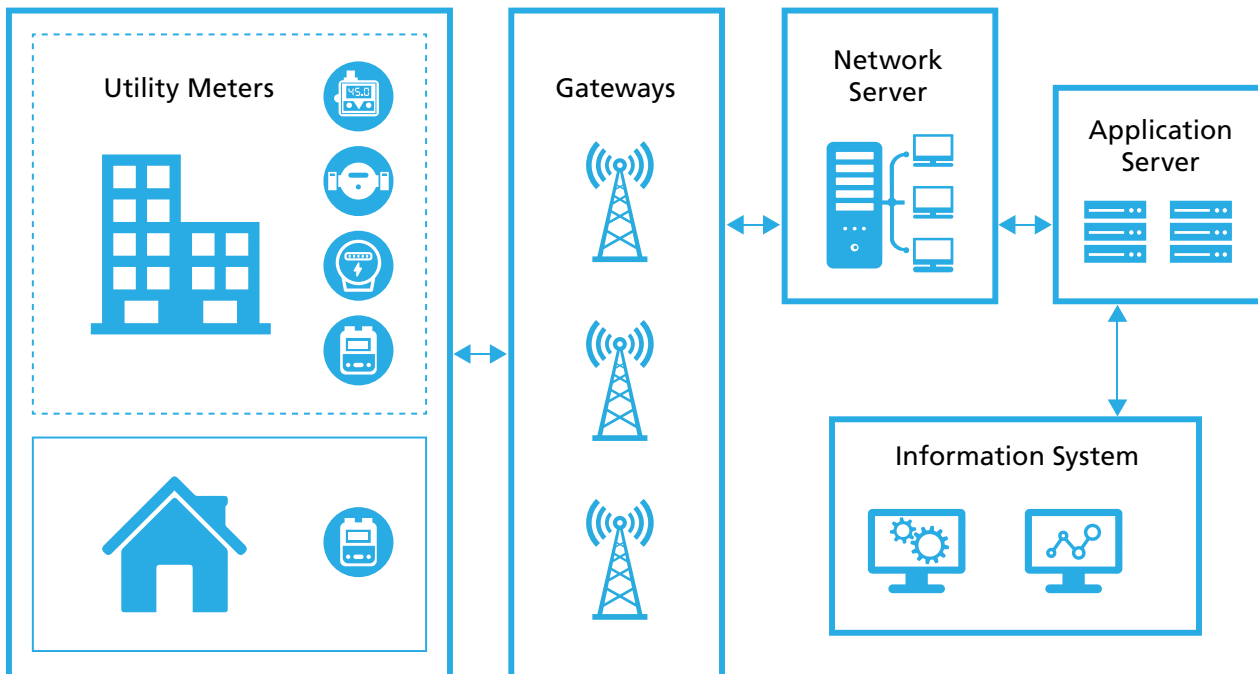 Utility Meters
45.0
Gateways
Network
Server
Application
Server
Information System